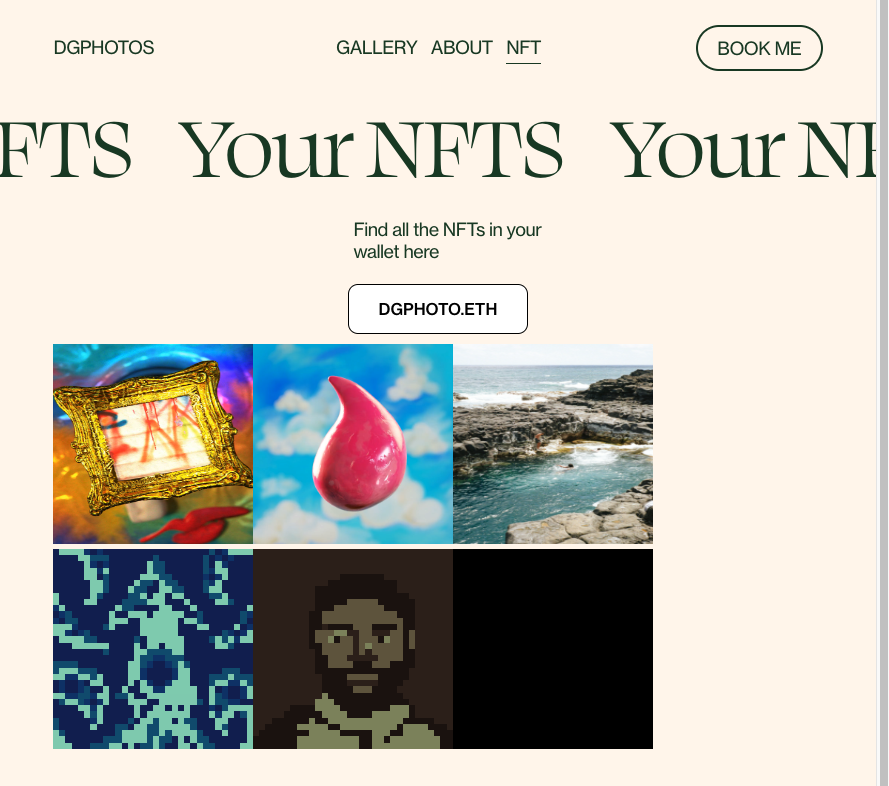 DGPHOTOS GALLERY ABOUT NFT BOOK ME
FTS Your NFTS Your NF
Find all the NFTs in your
wallet here
DGPHOTO.ETH